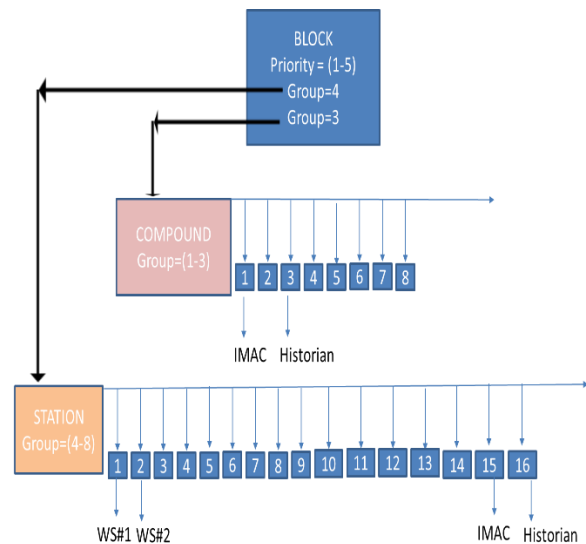 BLOCK
Priority = (1-5)
Group=4
Group=3
COMPOUND
Group=(1-3)
1 2 3 4 5 6 7 8
IMAC Historian
STATION
Group=(4-8)
1 2 3 4 5 6 7 8 9 10 11 12 13 14 15 16
WS#1 WS#2 IMAC Historian